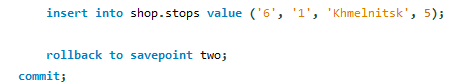 insert into shop.stops value ('6', '1', 'Khmelnitsk', 5);
rollback to savepoint two;
commit;